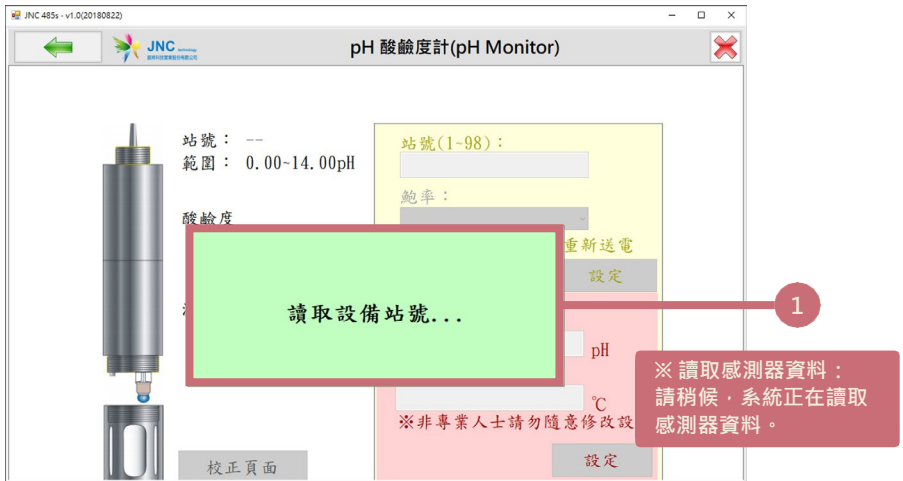 JNC 485s - v1.0(20180822)
JNC technology
pH 酸鹼度計(pH Monitor)
站號： --
範圍： 0.00~14.00pH
酸鹼度
站號(1~98)：
鮑率：
重新送電
設定
讀取設備站號...
1
pH
℃
※非專業人士請勿隨意修改設
設定
校正頁面
※ 讀取感測器資料：
請稍候，系統正在讀取
感測器資料。